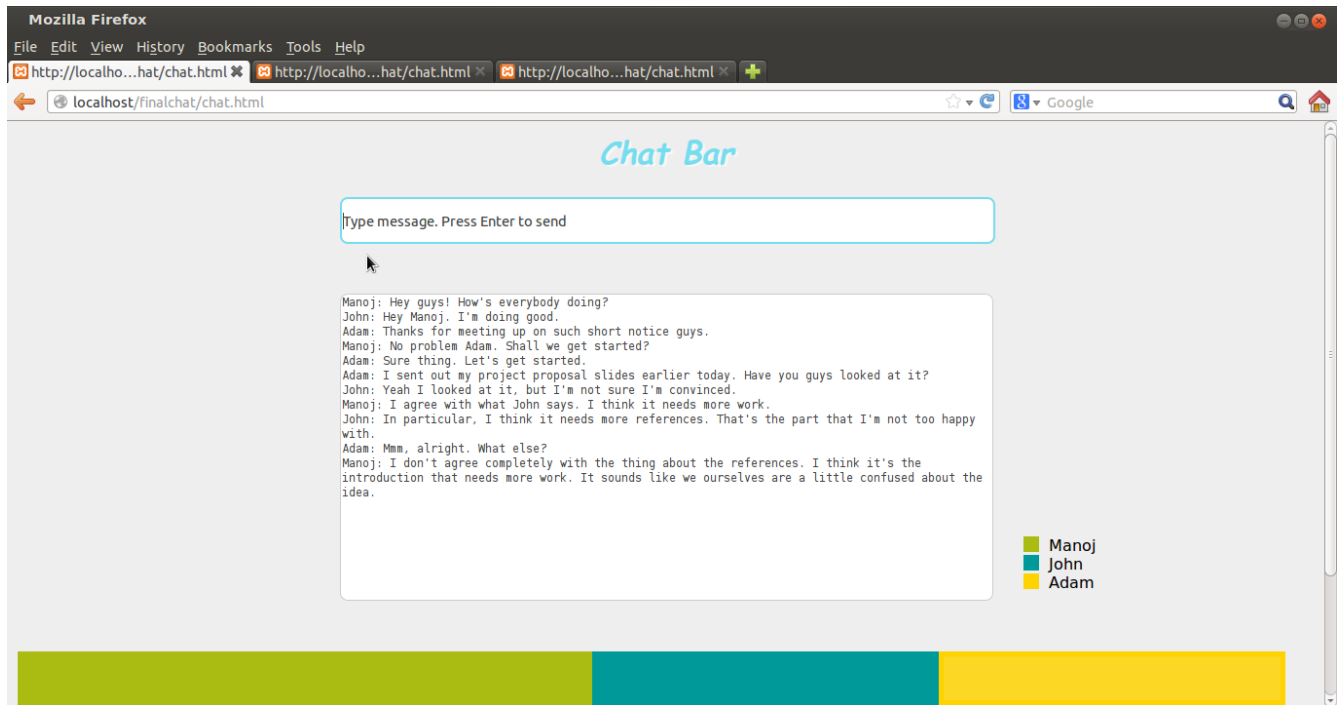 Mozilla Firefox
File Edit View History Bookmarks Tools Help
http://localho...hat/chat.html http://localho...hat/chat.html http://localho...hat/chat.html
localhost/finalchat/chat.html Google
Chat Bar
Type message. Press Enter to send
Manoj: Hey guys! How's everybody doing?
John: Hey Manoj. I'm doing good.
Adam: Thanks for meeting up on such short notice guys.
Manoj: No problem Adam. Shall we get started?
Adam: Sure thing. Let's get started.
Adam: I sent out my project proposal slides earlier today. Have you guys looked at it?
John: Yeah I looked at it, but I'm not sure I'm convinced.
Manoj: I agree with what John says. I think it needs more work.
John: In particular, I think it needs more references. That's the part that I'm not too happy
with.
Adam: Mmm, alright. What else?
Manoj: I don't agree completely with the thing about the references. I think it's the
introduction that needs more work. It sounds like we ourselves are a little confused about the
idea.
Manoj
John
Adam